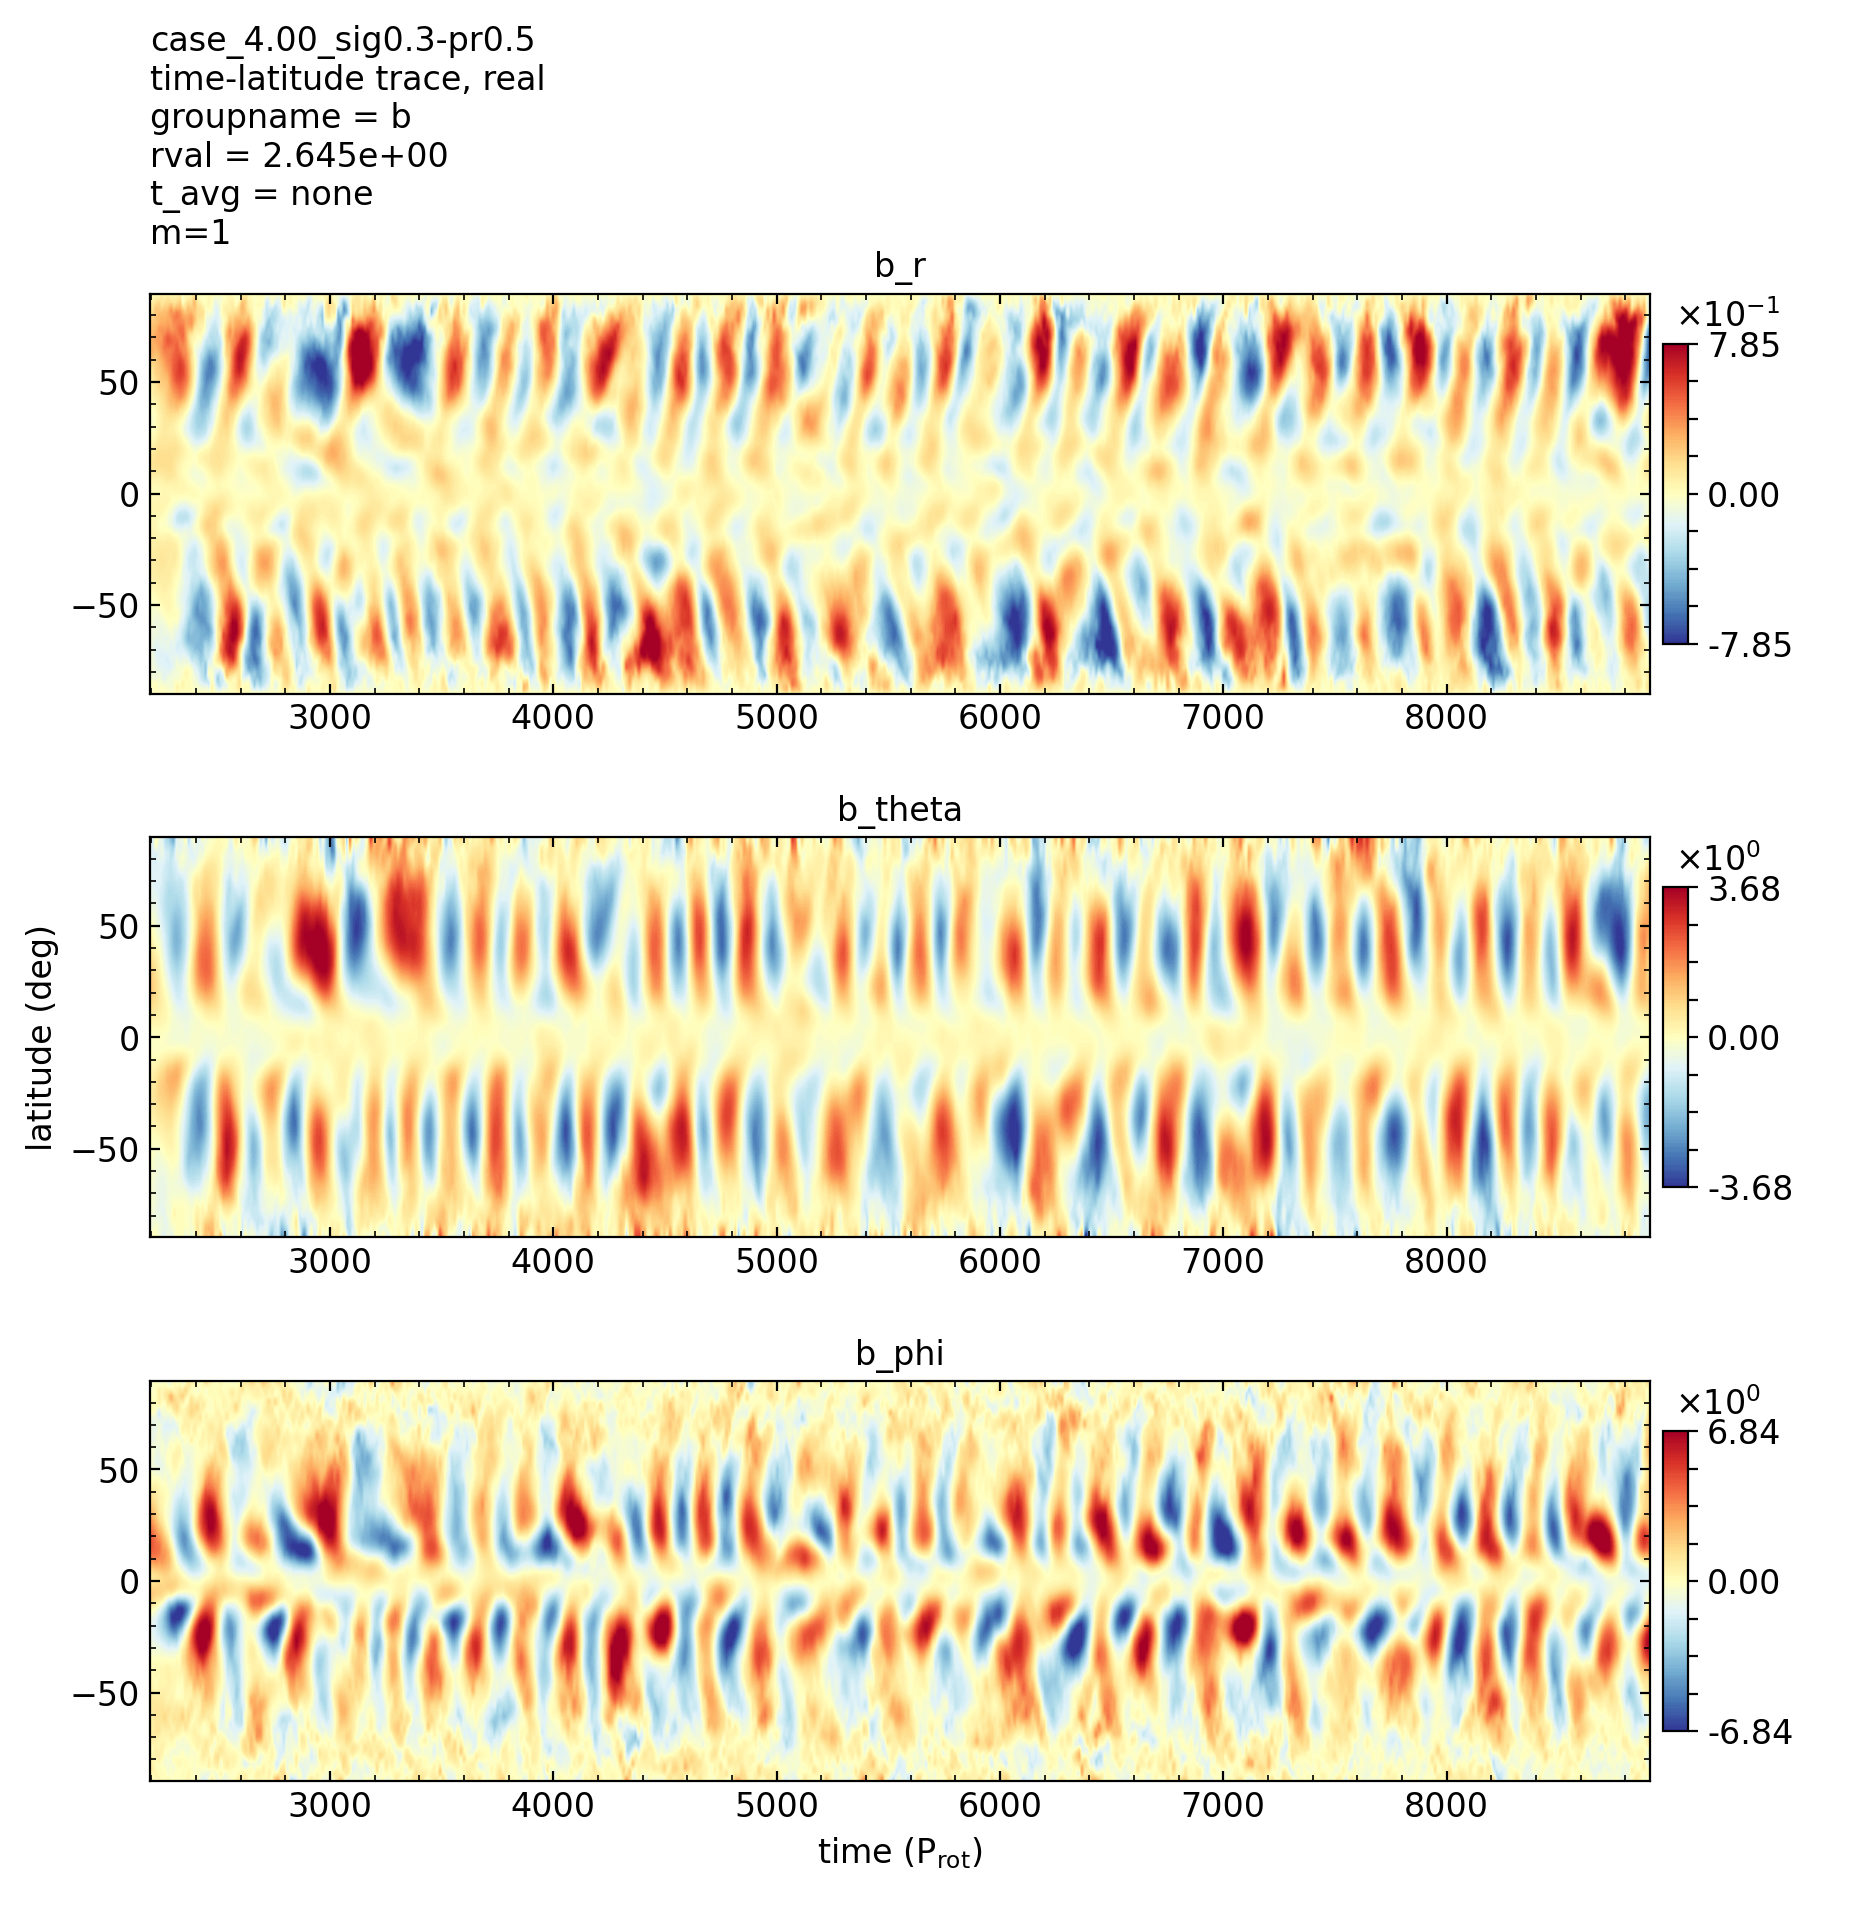 case_4.00_sig0.3-pr0.5
time-latitude trace, real
groupname = b
rval = 2.645e+00
t_avg = none
m=1
b_r
×10⁻¹
7.85
0.00
-7.85
50
0
−50
3000 4000 5000 6000 7000 8000
b_theta
×10⁰
3.68
0.00
-3.68
50
0
−50
latitude (deg)
3000 4000 5000 6000 7000 8000
b_phi
×10⁰
6.84
0.00
-6.84
50
0
−50
3000 4000 5000 6000 7000 8000
time (P_rot)